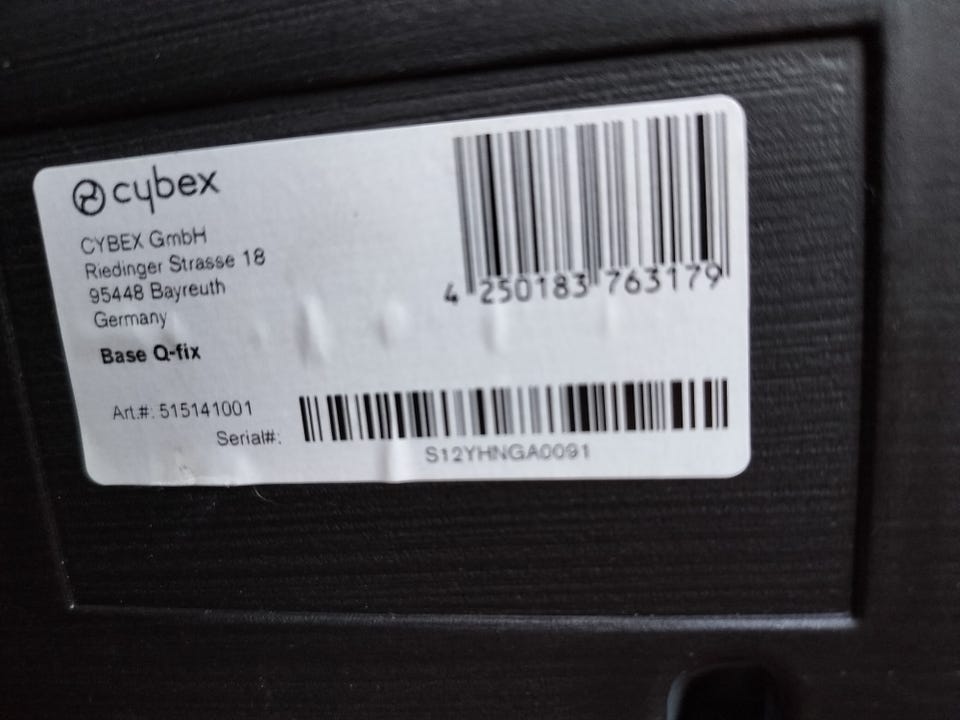 cybex
CYBEX GmbH
Riedinger Strasse 18
95448 Bayreuth
Germany
Base Q-fix
4 250183 763179
Art.#: 515141001
Serial#:
S12YHNGA0091